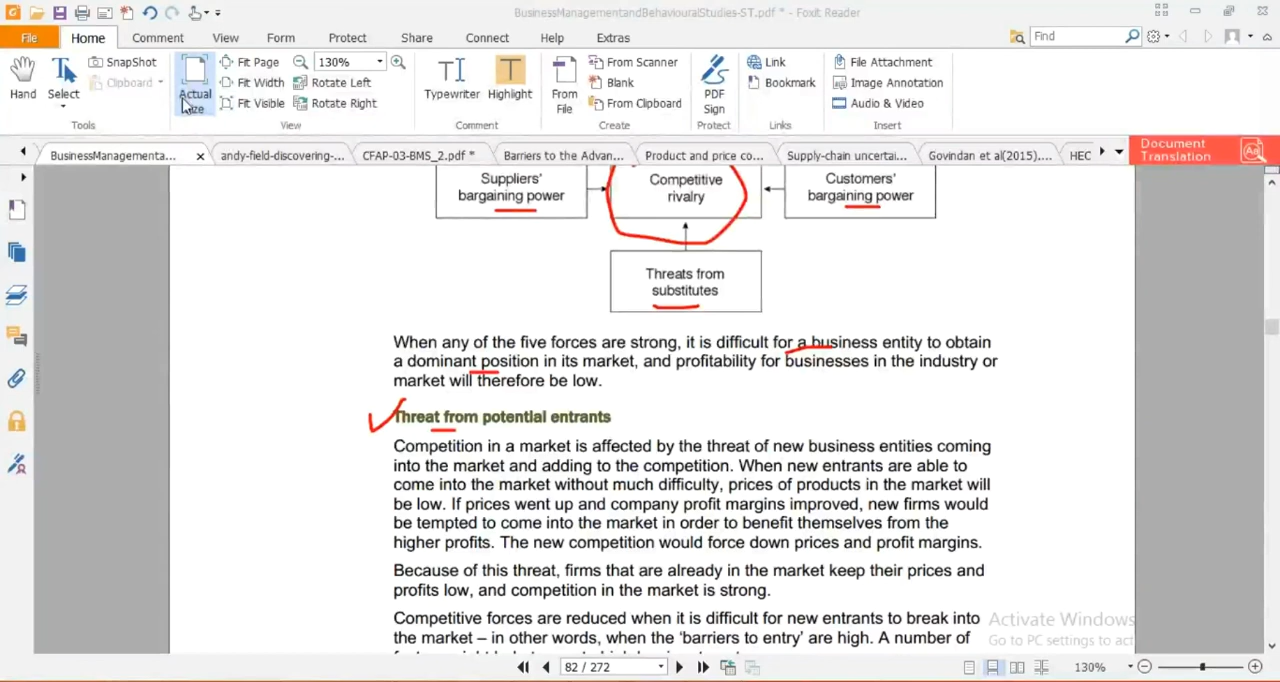 BusinessManagementandBehaviouralStudies-ST.pdf * - Foxit Reader
File Home Comment View Form Protect Share Connect Help Extras Find
SnapShot Fit Page 130% From Scanner Link File Attachment
Clipboard Fit Width Rotate Left Blank Bookmark Image Annotation
Hand Select Actual Size Fit Visible Rotate Right Typewriter Highlight From File From Clipboard PDF Sign Audio & Video
Tools View Comment Create Protect Links Insert
BusinessManagementa... andy-field-discovering-... CFAP-03-BMS_2.pdf * Barriers to the Advan... Product and price co... Supply-chain uncertai... Govindan et al(2015).... HEC
Document Translation
Suppliers' bargaining power
Competitive rivalry
Customers' bargaining power
Threats from
substitutes
When any of the five forces are strong, it is difficult for a business entity to obtain
a dominant position in its market, and profitability for businesses in the industry or
market will therefore be low.
Threat from potential entrants
Competition in a market is affected by the threat of new business entities coming
into the market and adding to the competition. When new entrants are able to
come into the market without much difficulty, prices of products in the market will
be low. If prices went up and company profit margins improved, new firms would
be tempted to come into the market in order to benefit themselves from the
higher profits. The new competition would force down prices and profit margins.
Because of this threat, firms that are already in the market keep their prices and
profits low, and competition in the market is strong.
Competitive forces are reduced when it is difficult for new entrants to break into
the market – in other words, when the 'barriers to entry' are high. A number of
Activate Windows
Go to PC settings to act
82 / 272
130%